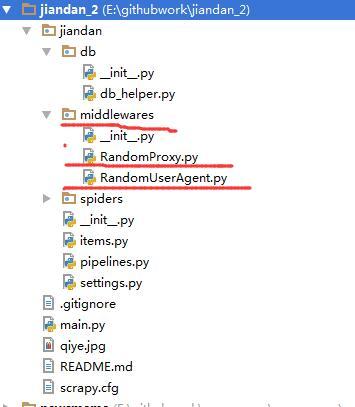 jiandan_2 (E:\githubwork\jiandan_2)
jiandan
db
__init__.py
db_helper.py
middlewares
__init__.py
RandomProxy.py
RandomUserAgent.py
spiders
__init__.py
items.py
pipelines.py
settings.py
.gitignore
main.py
qiye.jpg
README.md
scrapy.cfg